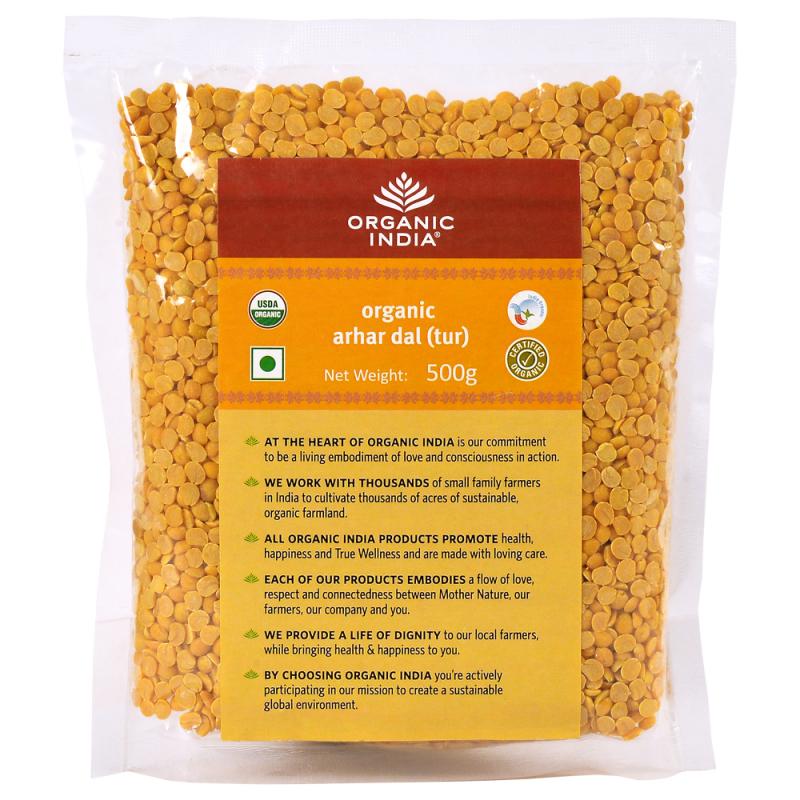 ORGANIC
INDIA®
USDA
ORGANIC
organic
arhar dal (tur)
Net Weight: 500g
CERTIFIED
ORGANIC
AT THE HEART OF ORGANIC INDIA is our commitment
to be a living embodiment of love and consciousness in action.
WE WORK WITH THOUSANDS of small family farmers
in India to cultivate thousands of acres of sustainable,
organic farmland.
ALL ORGANIC INDIA PRODUCTS PROMOTE health,
happiness and True Wellness and are made with loving care.
EACH OF OUR PRODUCTS EMBODIES a flow of love,
respect and connectedness between Mother Nature, our
farmers, our company and you.
WE PROVIDE A LIFE OF DIGNITY to our local farmers,
while bringing health & happiness to you.
BY CHOOSING ORGANIC INDIA you're actively
participating in our mission to create a sustainable
global environment.